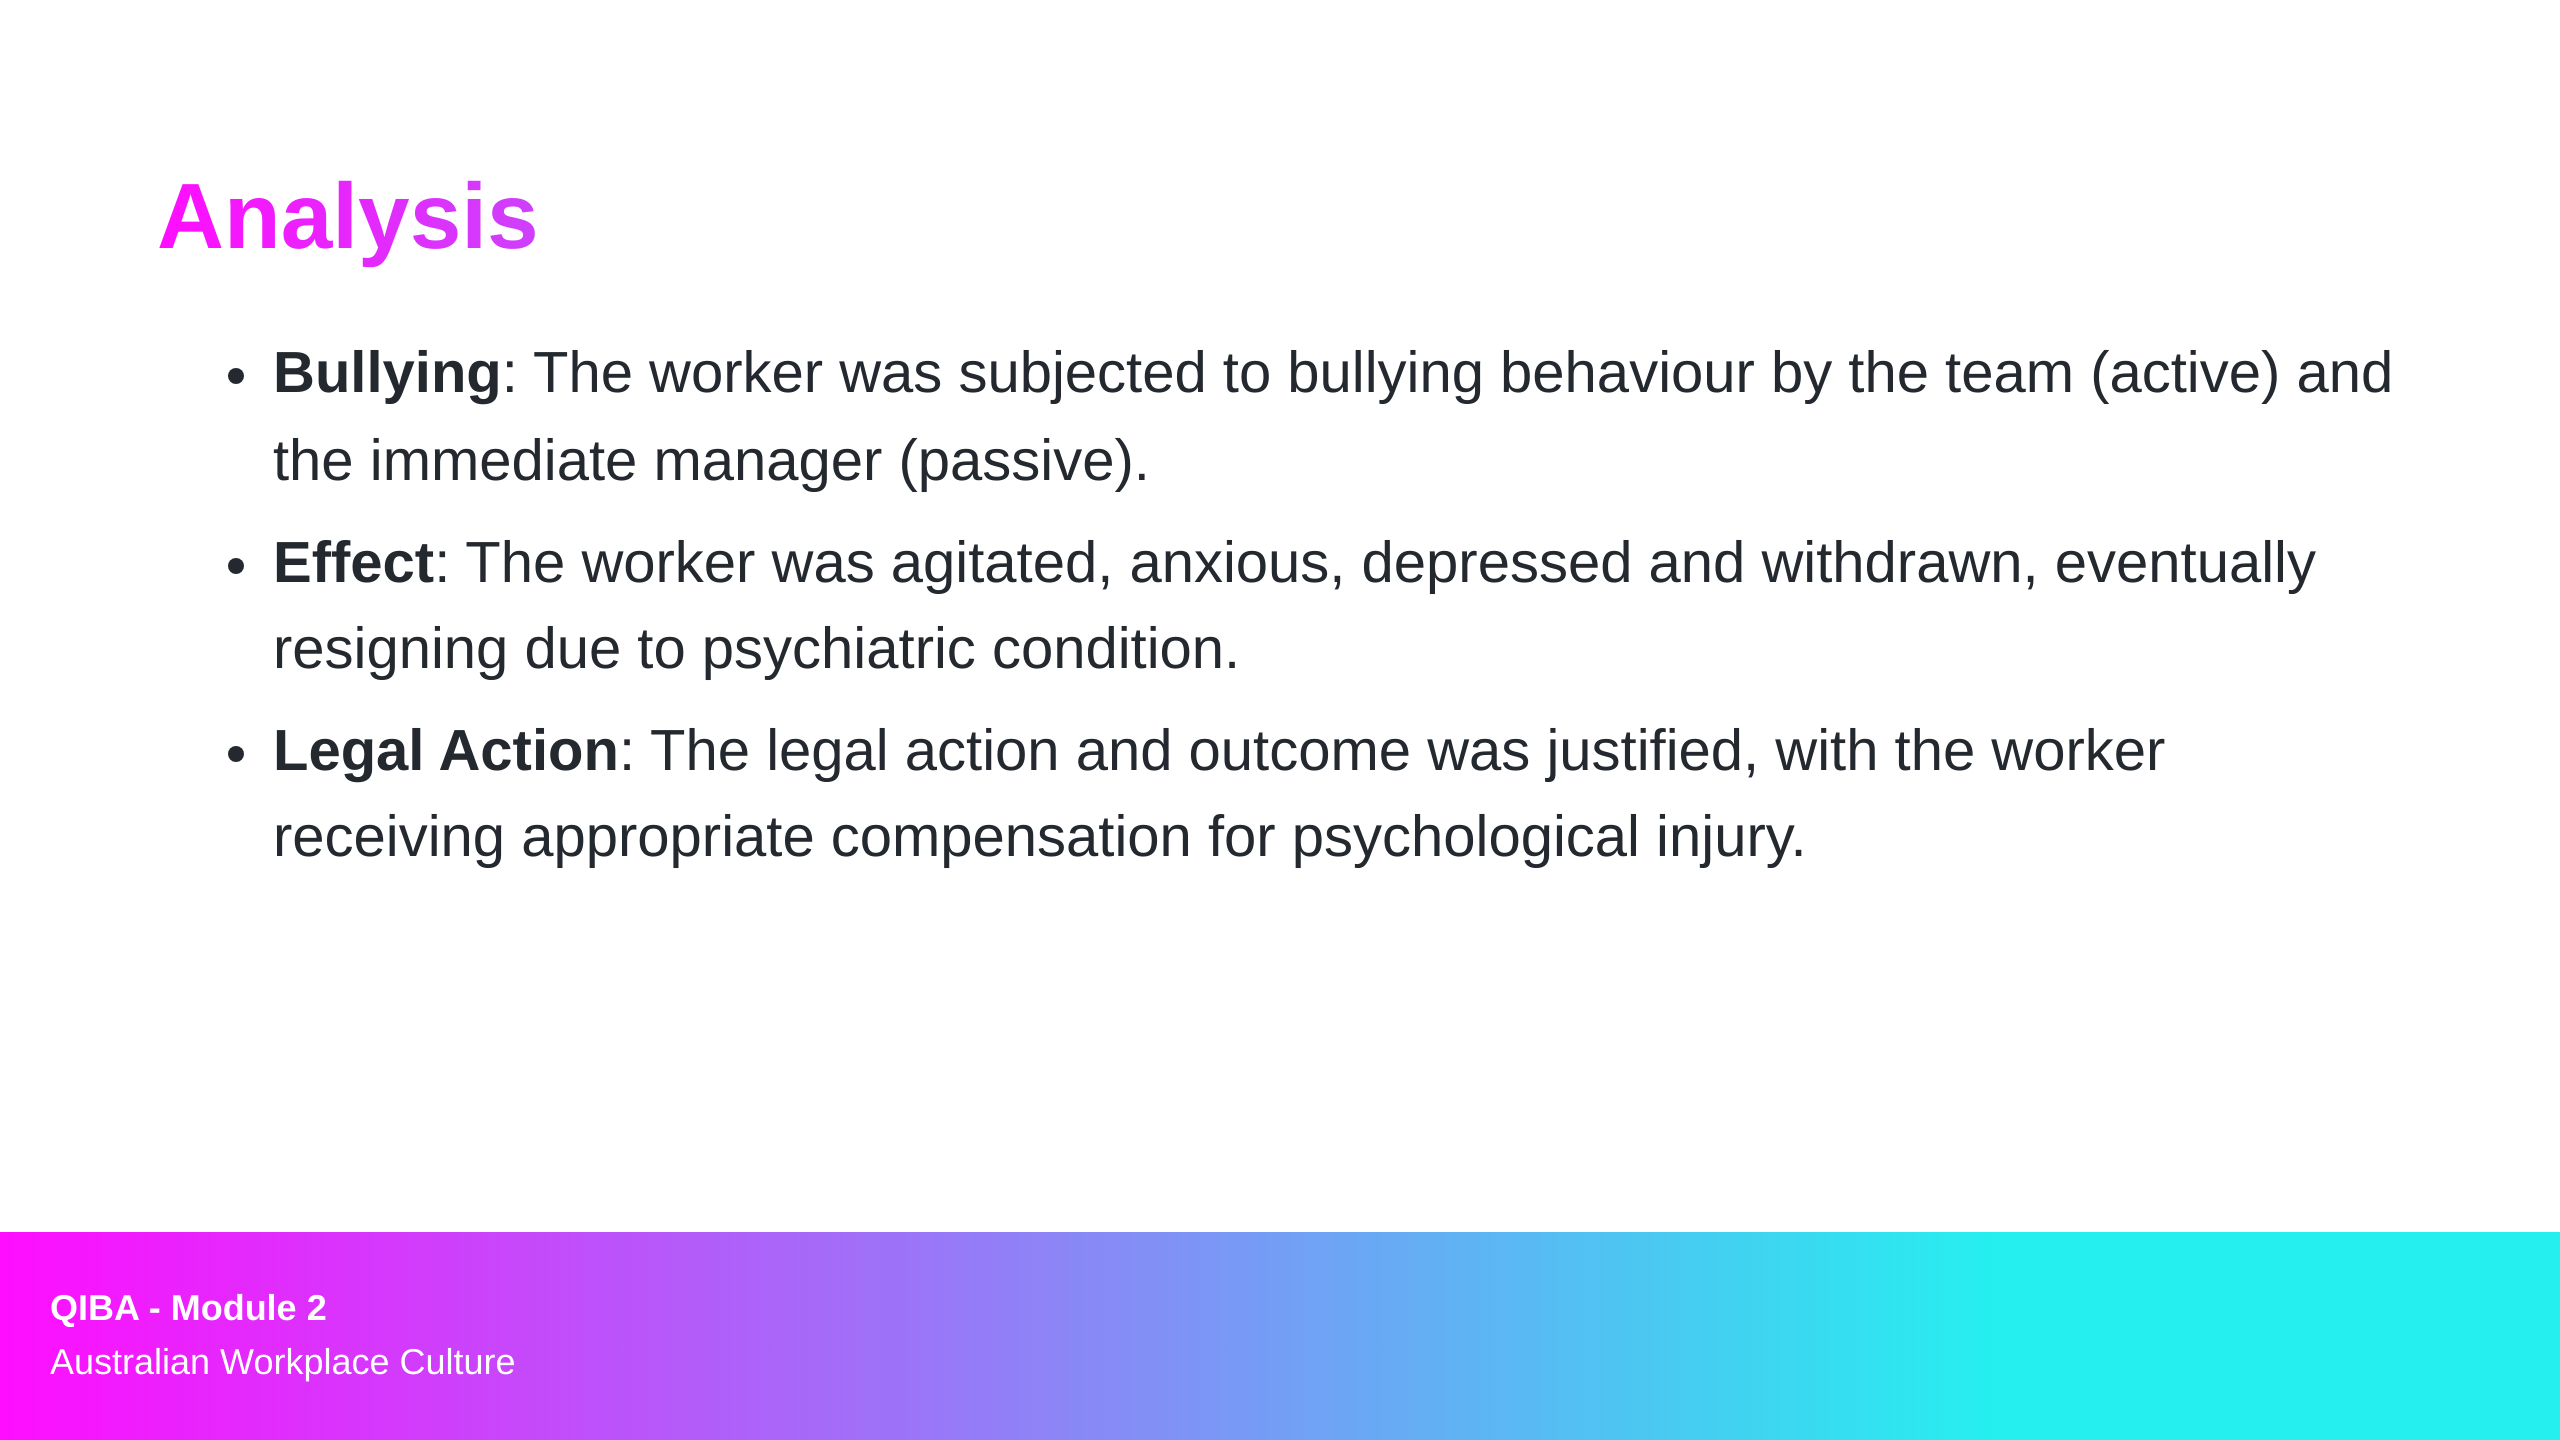 Analysis
• Bullying: The worker was subjected to bullying behaviour by the team (active) and
the immediate manager (passive).
• Effect: The worker was agitated, anxious, depressed and withdrawn, eventually
resigning due to psychiatric condition.
• Legal Action: The legal action and outcome was justified, with the worker
receiving appropriate compensation for psychological injury.
QIBA - Module 2
Australian Workplace Culture